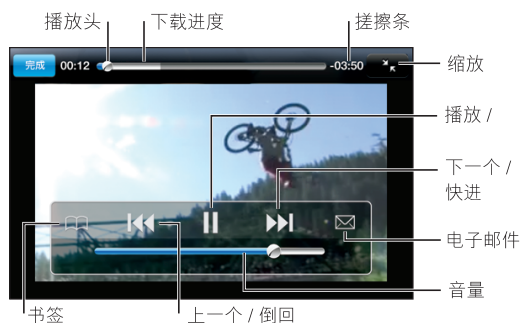 播放头
下载进度
搓擦条
完成
00:12
-03:50
缩放
播放 /
下一个 /
快进
电子邮件
音量
书签
上一个 / 倒回